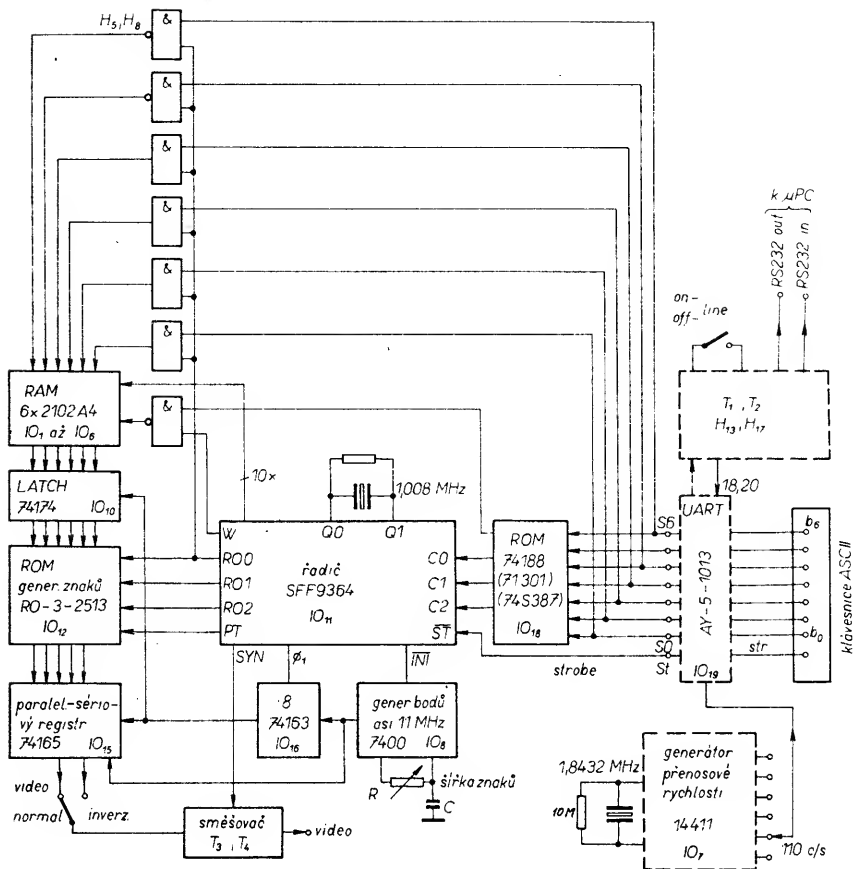 H5, H8
&
&
&
&
&
&
&
RAM
6x2102A4
IO1 až IO6
LATCH
74174 IO10
ROM
gener. znaků
RO-3-2513
IO12
paralel.-sério-
vý registr
74165 IO15
video
normal
inverz.
10x
1,008 MHz
W
Q0
Q1
RO0
RO1
RO2
PT
řadič
SFF9364
IO11
C0
C1
C2
ST
SYN
ø1
INI
:8
74163
IO16
gener. bodů
asi 11 MHz
7400 IO8
R
šířka znaků
C
směšovač
T3, T4
video
ROM
74188
(71301)
(74S387)
IO18
S6
S0
St
strobe
k µPC
RS232 out
RS232 in
on-
off-line
T1, T2
H13, H17
18,20
UART
AY-5-1013
IO19
b6
b0
str.
klávesnice ASCII
1,8432 MHz
10M
generátor
přenosové
rychlosti
14411
IO7
110 c/s